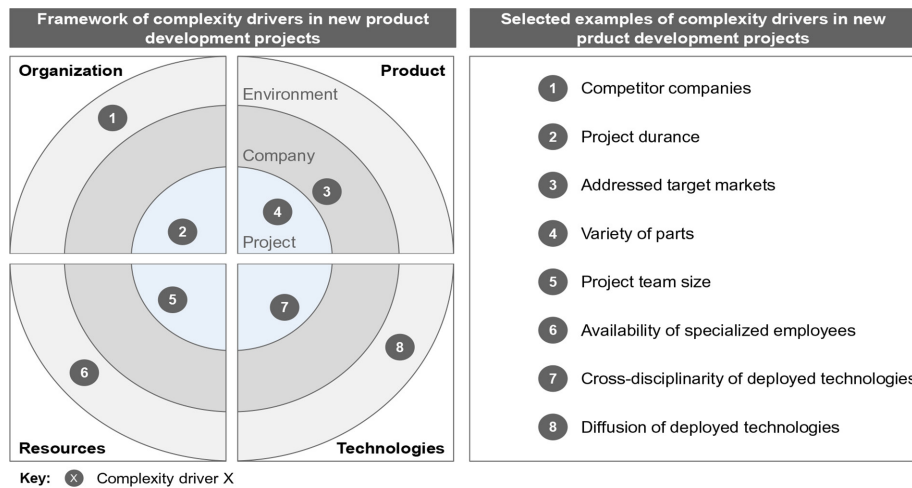 Framework of complexity drivers in new product
development projects
Organization
Product
Environment
1
Company
3
4
2
Project
5
7
8
6
Resources
Technologies
Key: X Complexity driver X
Selected examples of complexity drivers in new
prduct development projects
1 Competitor companies
2 Project durance
3 Addressed target markets
4 Variety of parts
5 Project team size
6 Availability of specialized employees
7 Cross-disciplinarity of deployed technologies
8 Diffusion of deployed technologies